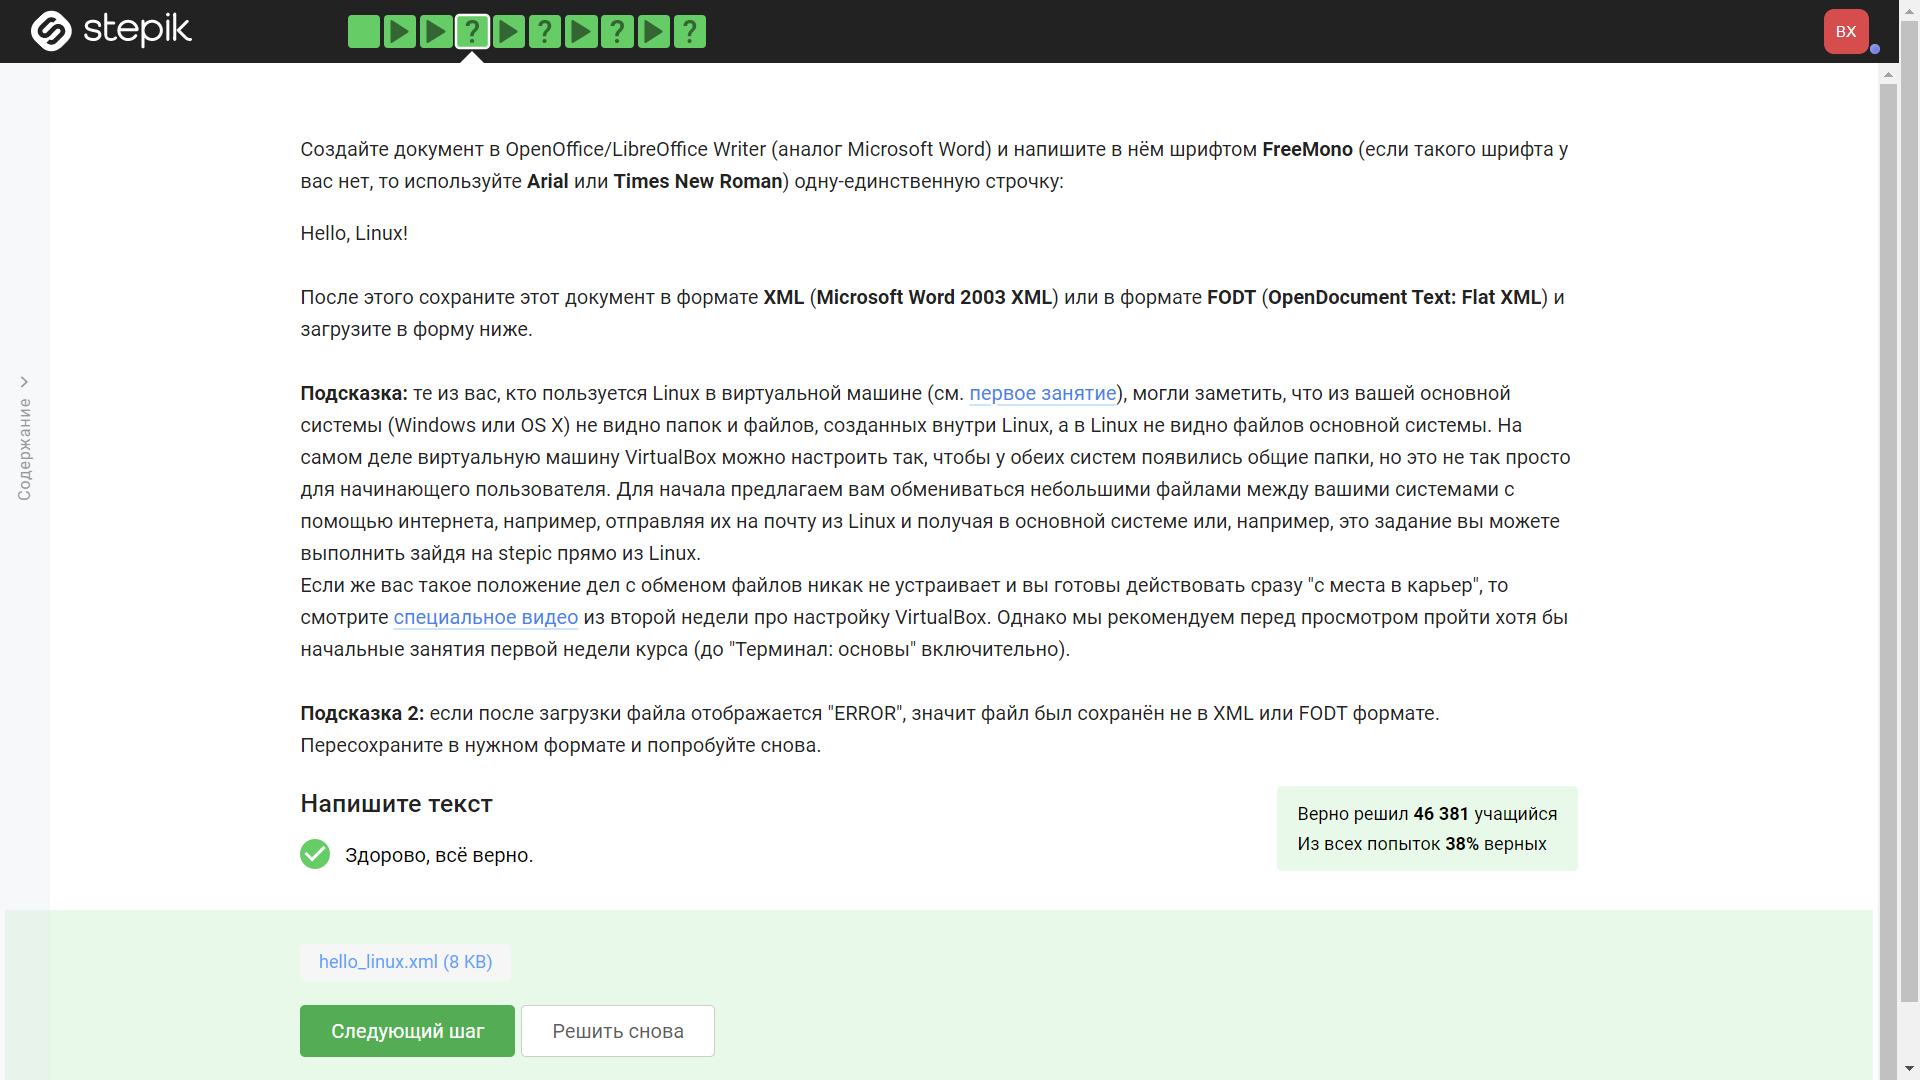 stepik
ВХ
Содержание
Создайте документ в OpenOffice/LibreOffice Writer (аналог Microsoft Word) и напишите в нём шрифтом FreeMono (если такого шрифта у
вас нет, то используйте Arial или Times New Roman) одну-единственную строчку:
Hello, Linux!
После этого сохраните этот документ в формате XML (Microsoft Word 2003 XML) или в формате FODT (OpenDocument Text: Flat XML) и
загрузите в форму ниже.
Подсказка: те из вас, кто пользуется Linux в виртуальной машине (см. первое занятие), могли заметить, что из вашей основной
системы (Windows или OS X) не видно папок и файлов, созданных внутри Linux, а в Linux не видно файлов основной системы. На
самом деле виртуальную машину VirtualBox можно настроить так, чтобы у обеих систем появились общие папки, но это не так просто
для начинающего пользователя. Для начала предлагаем вам обмениваться небольшими файлами между вашими системами с
помощью интернета, например, отправляя их на почту из Linux и получая в основной системе или, например, это задание вы можете
выполнить зайдя на stepic прямо из Linux.
Если же вас такое положение дел с обменом файлов никак не устраивает и вы готовы действовать сразу "с места в карьер", то
смотрите специальное видео из второй недели про настройку VirtualBox. Однако мы рекомендуем перед просмотром пройти хотя бы
начальные занятия первой недели курса (до "Терминал: основы" включительно).
Подсказка 2: если после загрузки файла отображается "ERROR", значит файл был сохранён не в XML или FODT формате.
Пересохраните в нужном формате и попробуйте снова.
Напишите текст
Здорово, всё верно.
Верно решил 46 381 учащийся
Из всех попыток 38% верных
hello_linux.xml (8 KB)
Следующий шаг
Решить снова